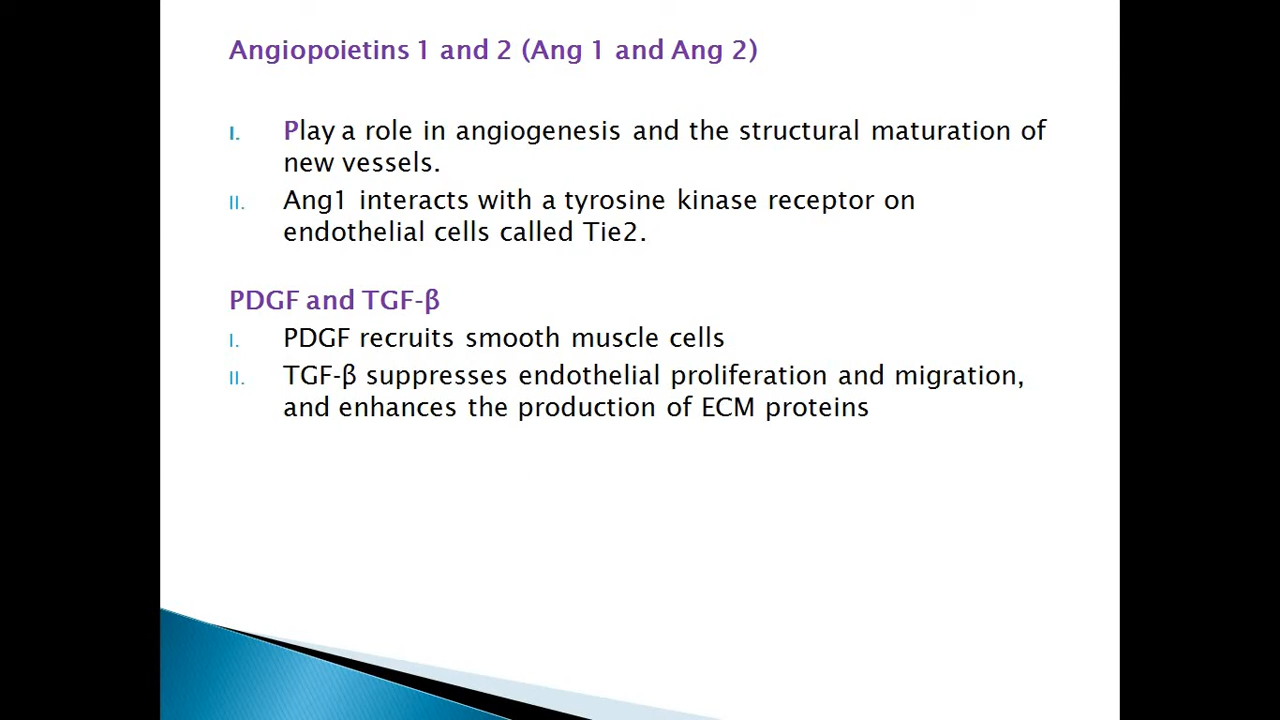 Angiopoietins 1 and 2 (Ang 1 and Ang 2)
I. Play a role in angiogenesis and the structural maturation of
new vessels.
II. Ang1 interacts with a tyrosine kinase receptor on
endothelial cells called Tie2.
PDGF and TGF-β
I. PDGF recruits smooth muscle cells
II. TGF-β suppresses endothelial proliferation and migration,
and enhances the production of ECM proteins